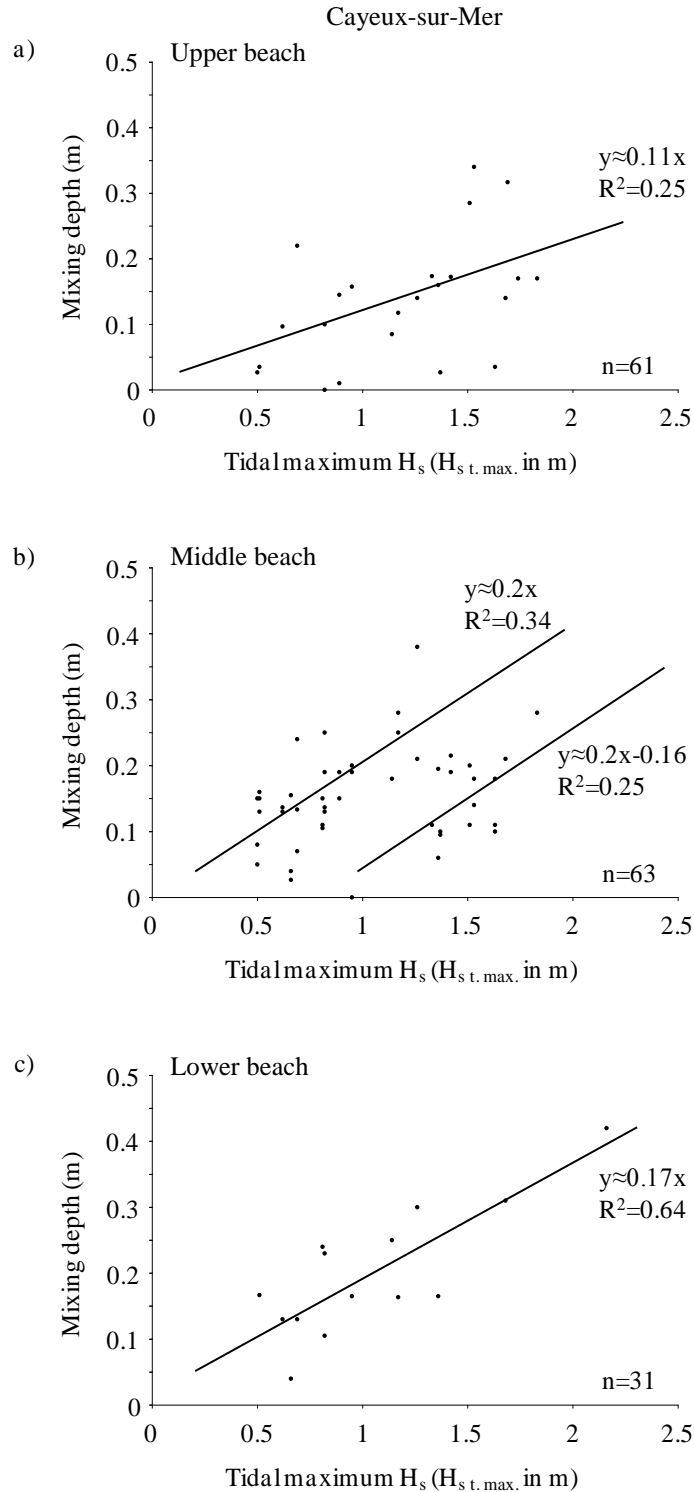 Cayeux-sur-Mer
a)
Upper beach
0.5
0.4
0.3
0.2
0.1
0
Mixing depth (m)
y≈0.11x
R²=0.25
n=61
0 0.5 1 1.5 2 2.5
Tidal maximum Hs (Hs t. max. in m)
b)
Middle beach
0.5
0.4
0.3
0.2
0.1
0
Mixing depth (m)
y≈0.2x
R²=0.34
y≈0.2x-0.16
R²=0.25
n=63
0 0.5 1 1.5 2 2.5
Tidal maximum Hs (Hs t. max. in m)
c)
Lower beach
0.5
0.4
0.3
0.2
0.1
0
Mixing depth (m)
y≈0.17x
R²=0.64
n=31
0 0.5 1 1.5 2 2.5
Tidal maximum Hs (Hs t. max. in m)